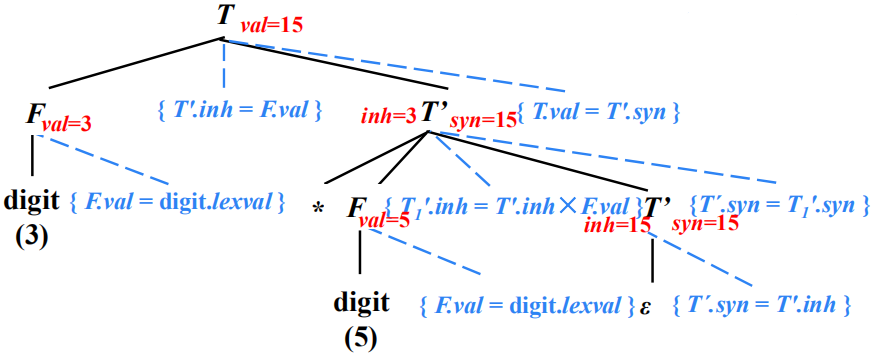 T val=15
F val=3 { T'.inh = F.val } inh=3 T' syn=15 { T.val = T'.syn }
digit { F.val = digit.lexval } * F val=5 { T₁'.inh = T'.inh×F.val } inh=15 T' syn=15 { T'.syn = T₁'.syn }
(3)
digit { F.val = digit.lexval } ε { T'.syn = T'.inh }
(5)